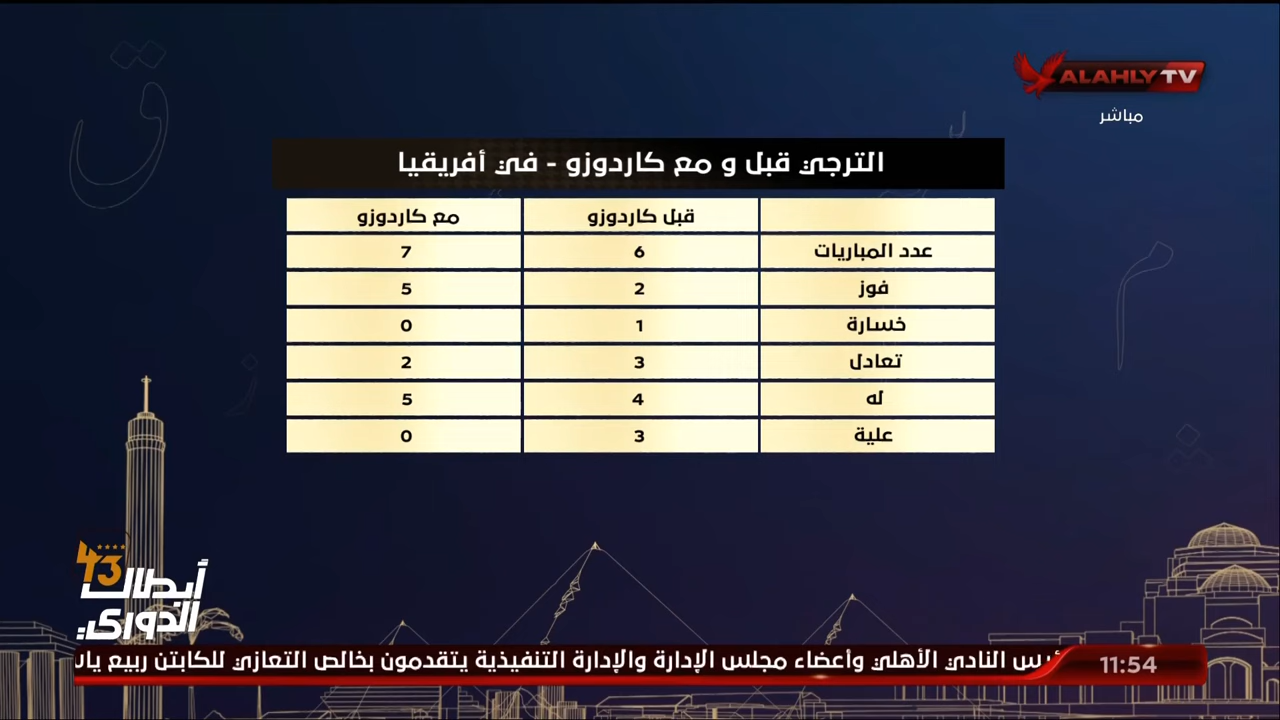 ALAHLY TV
مباشر
الترجي قبل و مع كاردوزو - في أفريقيا
قبل كاردوزو مع كاردوزو
عدد المباريات 6 7
فوز 2 5
خسارة 1 0
تعادل 3 2
له 4 5
علية 3 0
43
أبطال
الدوري
النادي الأهلي وأعضاء مجلس الإدارة والإدارة التنفيذية يتقدمون بخالص التعازي للكابتن ربيع
11:54